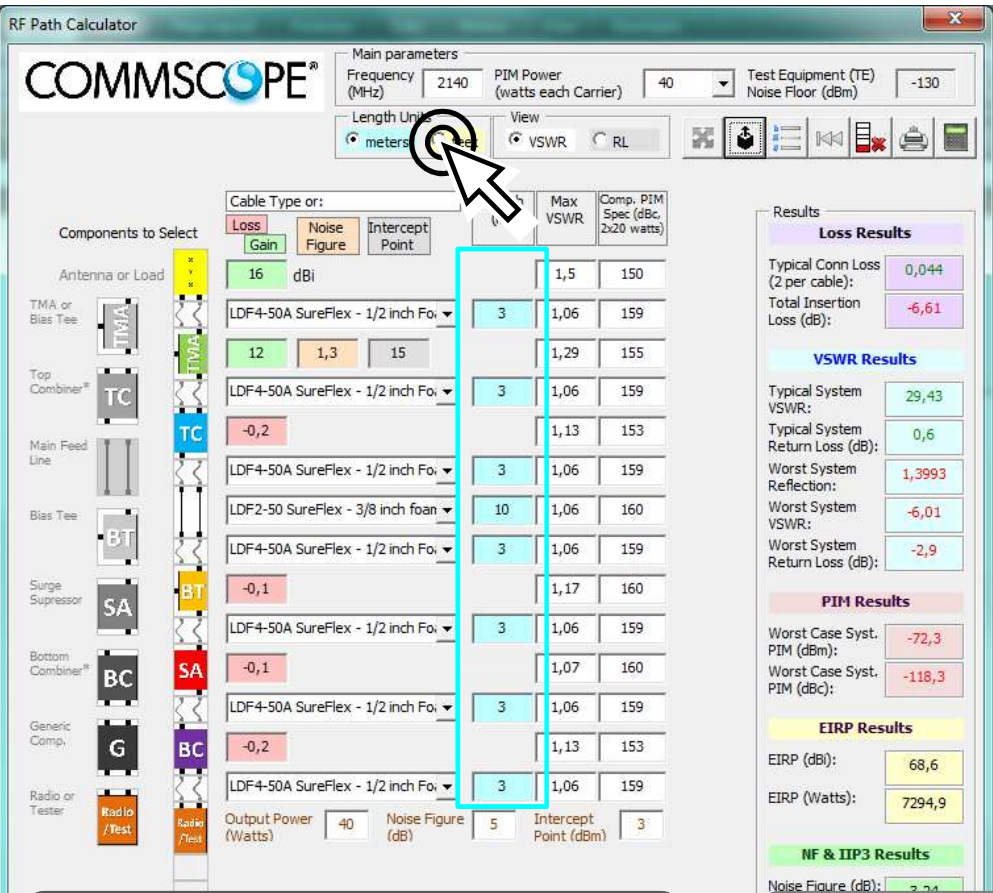 RF Path Calculator
COMMSCOPE®
Main parameters
Frequency (MHz) 2140 PIM Power (watts each Carrier) 40 Test Equipment (TE) Noise Floor (dBm) -130
Length Units View
meters VSWR RL
Cable Type or: Max VSWR Comp. PIM Spec (dBc, 2x20 watts)
Loss Gain Noise Figure Intercept Point
Components to Select
Antenna or Load 16 dBi 1,5 150
TMA or Bias Tee TMA LDF4-50A SureFlex - 1/2 inch Fo 3 1,06 159
TMA 12 1,3 15 1,29 155
Top Combiner* TC LDF4-50A SureFlex - 1/2 inch Fo 3 1,06 159
TC -0,2 1,13 153
Main Feed Line LDF4-50A SureFlex - 1/2 inch Fo 3 1,06 159
LDF2-50 SureFlex - 3/8 inch foam 10 1,06 160
Bias Tee BT LDF4-50A SureFlex - 1/2 inch Fo 3 1,06 159
BT -0,1 1,17 160
Surge Supressor SA LDF4-50A SureFlex - 1/2 inch Fo 3 1,06 159
SA -0,1 1,07 160
Bottom Combiner* BC LDF4-50A SureFlex - 1/2 inch Fo 3 1,06 159
Generic Comp. G BC -0,2 1,13 153
LDF4-50A SureFlex - 1/2 inch Fo 3 1,06 159
Radio or Tester Radio /Test Radio /Test Output Power (Watts) 40 Noise Figure (dB) 5 Intercept Point (dBm) 3
Results
Loss Results
Typical Conn Loss (2 per cable): 0,044
Total Insertion Loss (dB): -6,61
VSWR Results
Typical System VSWR: 29,43
Typical System Return Loss (dB): 0,6
Worst System Reflection: 1,3993
Worst System VSWR: -6,01
Worst System Return Loss (dB): -2,9
PIM Results
Worst Case Syst. PIM (dBm): -72,3
Worst Case Syst. PIM (dBc): -118,3
EIRP Results
EIRP (dBi): 68,6
EIRP (Watts): 7294,9
NF & IIP3 Results
Noise Figure (dB):